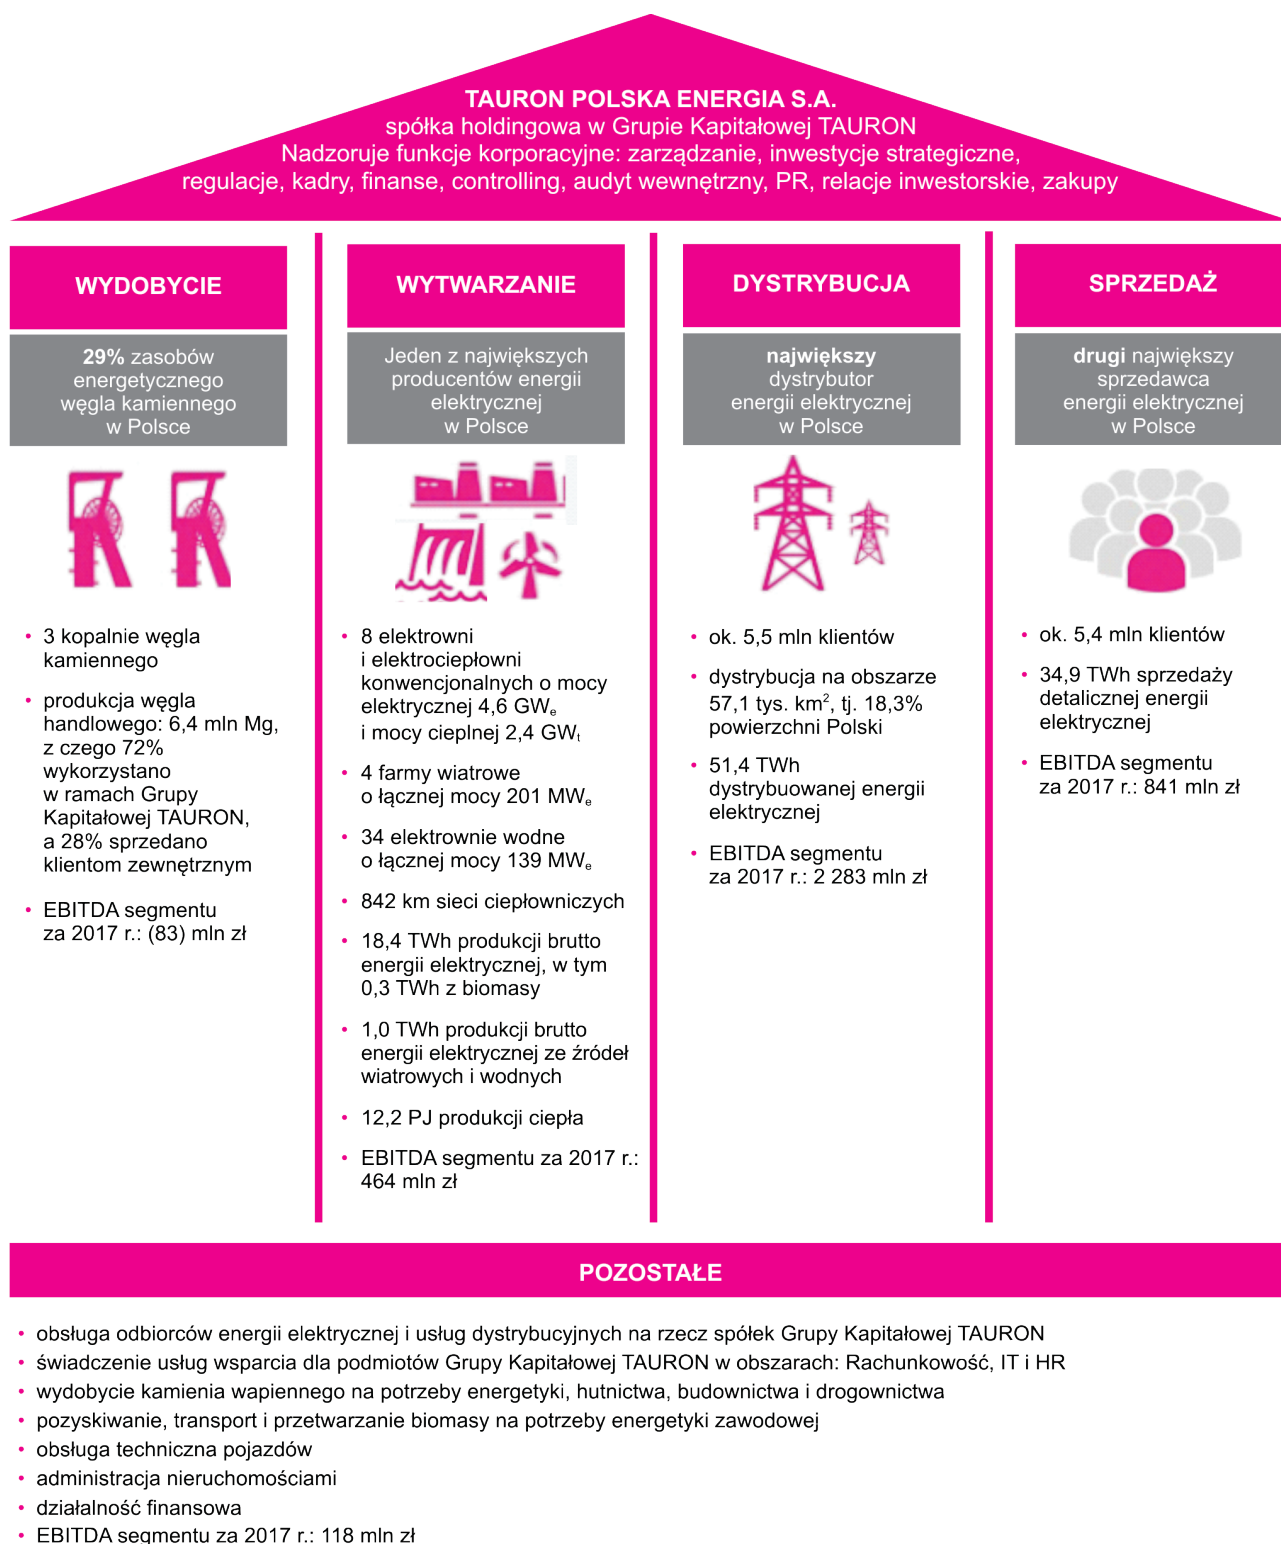 TAURON POLSKA ENERGIA S.A.
spółka holdingowa w Grupie Kapitałowej TAURON
Nadzoruje funkcje korporacyjne: zarządzanie, inwestycje strategiczne,
regulacje, kadry, finanse, controlling, audyt wewnętrzny, PR, relacje inwestorskie, zakupy
WYDOBYCIE
29% zasobów
energetycznego
węgla kamiennego
w Polsce
• 3 kopalnie węgla
kamiennego
• produkcja węgla
handlowego: 6,4 mln Mg,
z czego 72%
wykorzystano
w ramach Grupy
Kapitałowej TAURON,
a 28% sprzedano
klientom zewnętrznym
• EBITDA segmentu
za 2017 r.: (83) mln zł
WYTWARZANIE
Jeden z największych
producentów energii
elektrycznej
w Polsce
• 8 elektrowni
i elektrociepłowni
konwencjonalnych o mocy
elektrycznej 4,6 GWₑ
i mocy cieplnej 2,4 GWₜ
• 4 farmy wiatrowe
o łącznej mocy 201 MWₑ
• 34 elektrownie wodne
o łącznej mocy 139 MWₑ
• 842 km sieci ciepłowniczych
• 18,4 TWh produkcji brutto
energii elektrycznej, w tym
0,3 TWh z biomasy
• 1,0 TWh produkcji brutto
energii elektrycznej ze źródeł
wiatrowych i wodnych
• 12,2 PJ produkcji ciepła
• EBITDA segmentu za 2017 r.:
464 mln zł
DYSTRYBUCJA
największy
dystrybutor
energii elektrycznej
w Polsce
• ok. 5,5 mln klientów
• dystrybucja na obszarze
57,1 tys. km², tj. 18,3%
powierzchni Polski
• 51,4 TWh
dystrybuowanej energii
elektrycznej
• EBITDA segmentu
za 2017 r.: 2 283 mln zł
SPRZEDAŻ
drugi największy
sprzedawca
energii elektrycznej
w Polsce
• ok. 5,4 mln klientów
• 34,9 TWh sprzedaży
detalicznej energii
elektrycznej
• EBITDA segmentu
za 2017 r.: 841 mln zł
POZOSTAŁE
• obsługa odbiorców energii elektrycznej i usług dystrybucyjnych na rzecz spółek Grupy Kapitałowej TAURON
• świadczenie usług wsparcia dla podmiotów Grupy Kapitałowej TAURON w obszarach: Rachunkowość, IT i HR
• wydobycie kamienia wapiennego na potrzeby energetyki, hutnictwa, budownictwa i drogownictwa
• pozyskiwanie, transport i przetwarzanie biomasy na potrzeby energetyki zawodowej
• obsługa techniczna pojazdów
• administracja nieruchomościami
• działalność finansowa
• EBITDA segmentu za 2017 r.: 118 mln zł